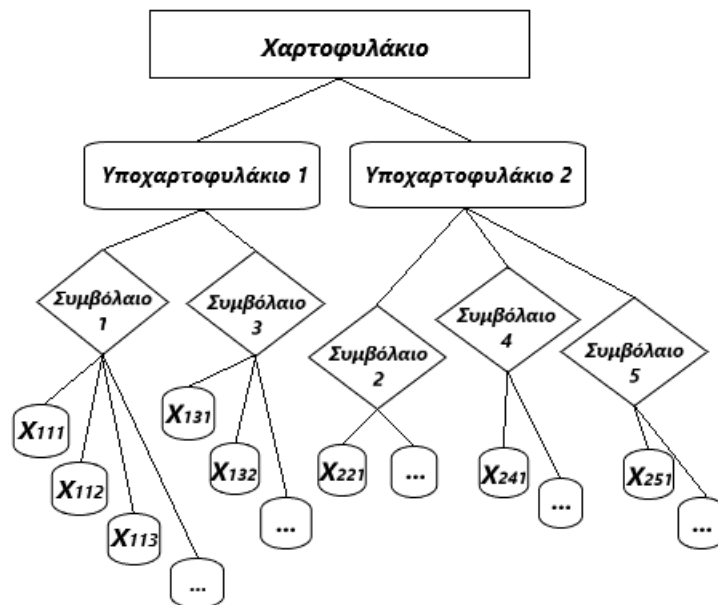 Χαρτοφυλάκιο
Υποχαρτοφυλάκιο 1
Υποχαρτοφυλάκιο 2
Συμβόλαιο
1
Συμβόλαιο
3
Συμβόλαιο
2
Συμβόλαιο
4
Συμβόλαιο
5
X111
X112
X113
...
X131
X132
...
X221
...
X241
...
X251
...